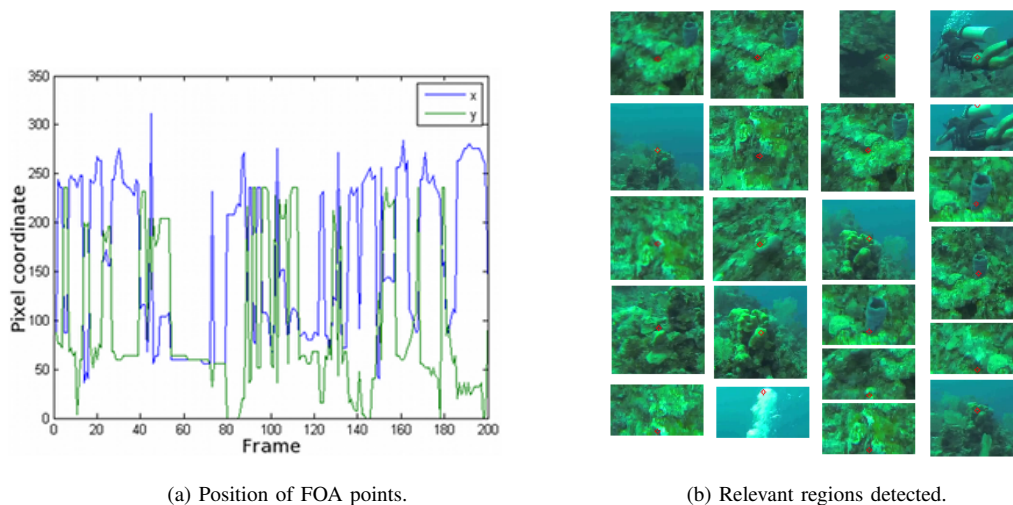 350
300
250
200
150
100
50
0
Pixel coordinate
x
y
0 20 40 60 80 100 120 140 160 180 200
Frame
(a) Position of FOA points.
(b) Relevant regions detected.